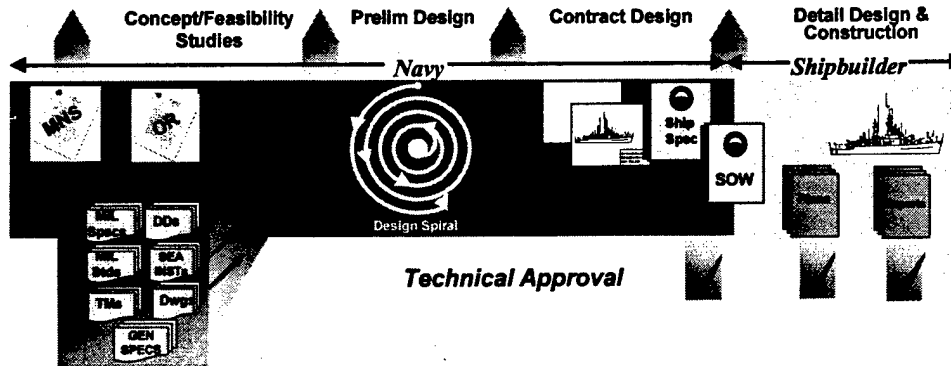 Concept/Feasibility
Studies
Prelim Design
Contract Design
Detail Design &
Construction
Navy
Shipbuilder
MNS
OR
Ship
Spec
SOW
Design Spiral
MIL
Specs
DDs
MIL
Stds
SEA
INSTs
TMs
Dwgs
GEN
SPECS
Technical Approval